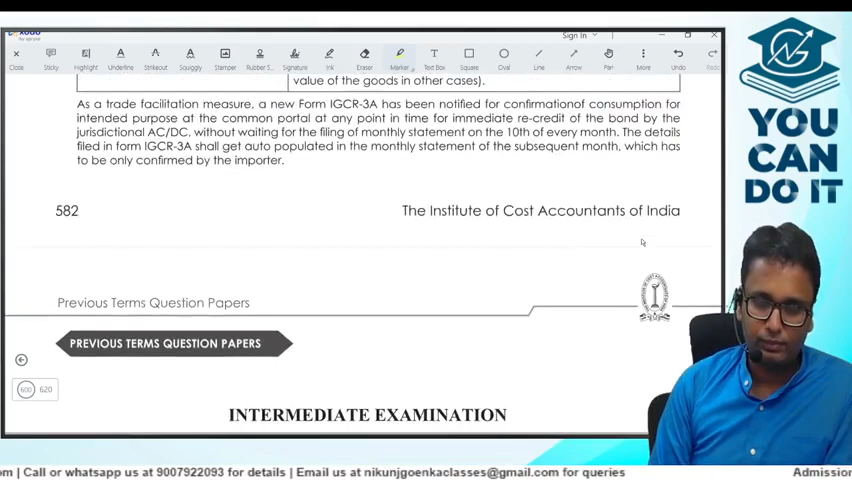 Sign In
Close Sticky Highlight Underline Strikeout Squiggly Stamper Rubber S... Signature Ink Eraser Marker Text Box Square Oval Line Arrow More Pan Undo Redo
value of the goods in other cases).
As a trade facilitation measure, a new Form IGCR-3A has been notified for confirmationof consumption for
intended purpose at the common portal at any point in time for immediate re-credit of the bond by the
jurisdictional AC/DC, without waiting for the filing of monthly statement on the 10th of every month. The details
filed in form IGCR-3A shall get auto populated in the monthly statement of the subsequent month, which has
to be only confirmed by the importer.
582 The Institute of Cost Accountants of India
Previous Terms Question Papers
PREVIOUS TERMS QUESTION PAPERS
600 620
INTERMEDIATE EXAMINATION
NG
YOU
CAN
DO IT
om | Call or whatsapp us at 9007922093 for details | Email us at nikunjgoenkaclasses@gmail.com for queries Admission